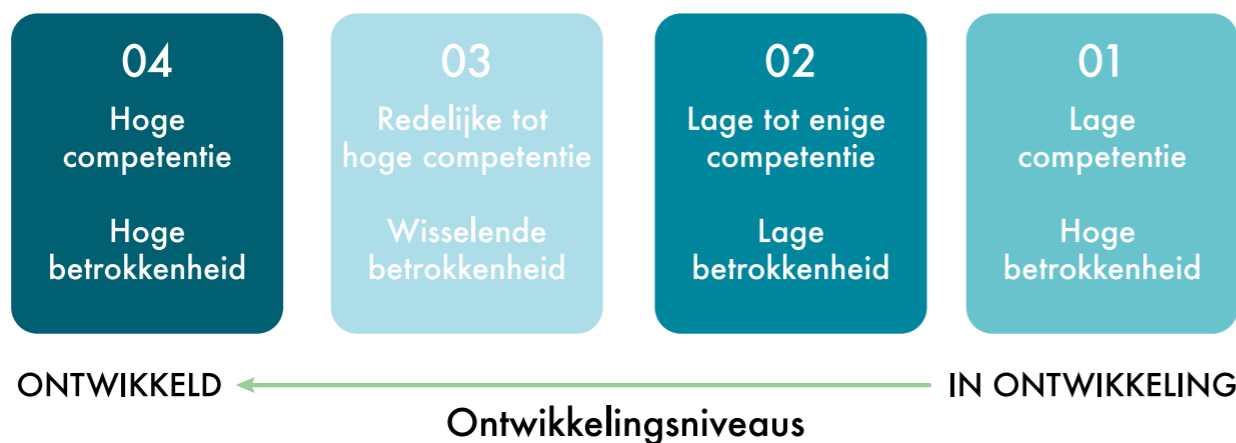 04
Hoge
competentie
Hoge
betrokkenheid
03
Redelijke tot
hoge competentie
Wisselende
betrokkenheid
02
Lage tot enige
competentie
Lage
betrokkenheid
01
Lage
competentie
Hoge
betrokkenheid
ONTWIKKELD
IN ONTWIKKELING
Ontwikkelingsniveaus